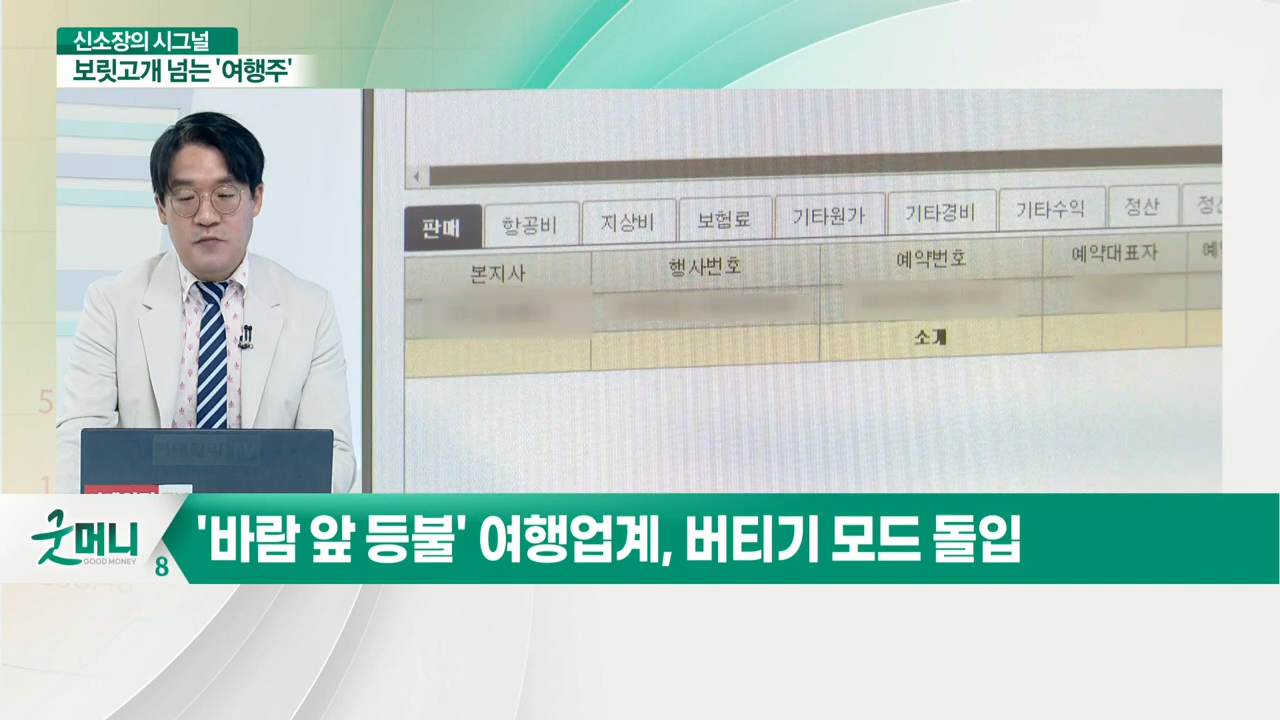 신소장의 시그널
보릿고개 넘는 '여행주'
판매 항공비 지상비 보험료 기타원가 기타경비 기타수익 정산
본지사 행사번호 예약번호 예약대표자
소개
굿머니
GOOD MONEY
8
'바람 앞 등불' 여행업계, 버티기 모드 돌입